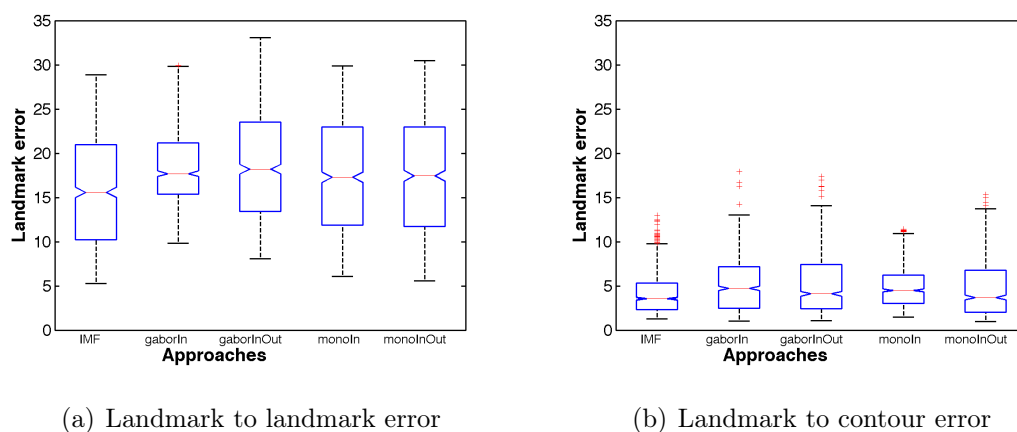 35
30
25
20
15
10
5
0
Landmark error
IMF gaborIn gaborInOut monoIn monoInOut
Approaches
(a) Landmark to landmark error
35
30
25
20
15
10
5
0
Landmark error
IMF gaborIn gaborInOut monoIn monoInOut
Approaches
(b) Landmark to contour error